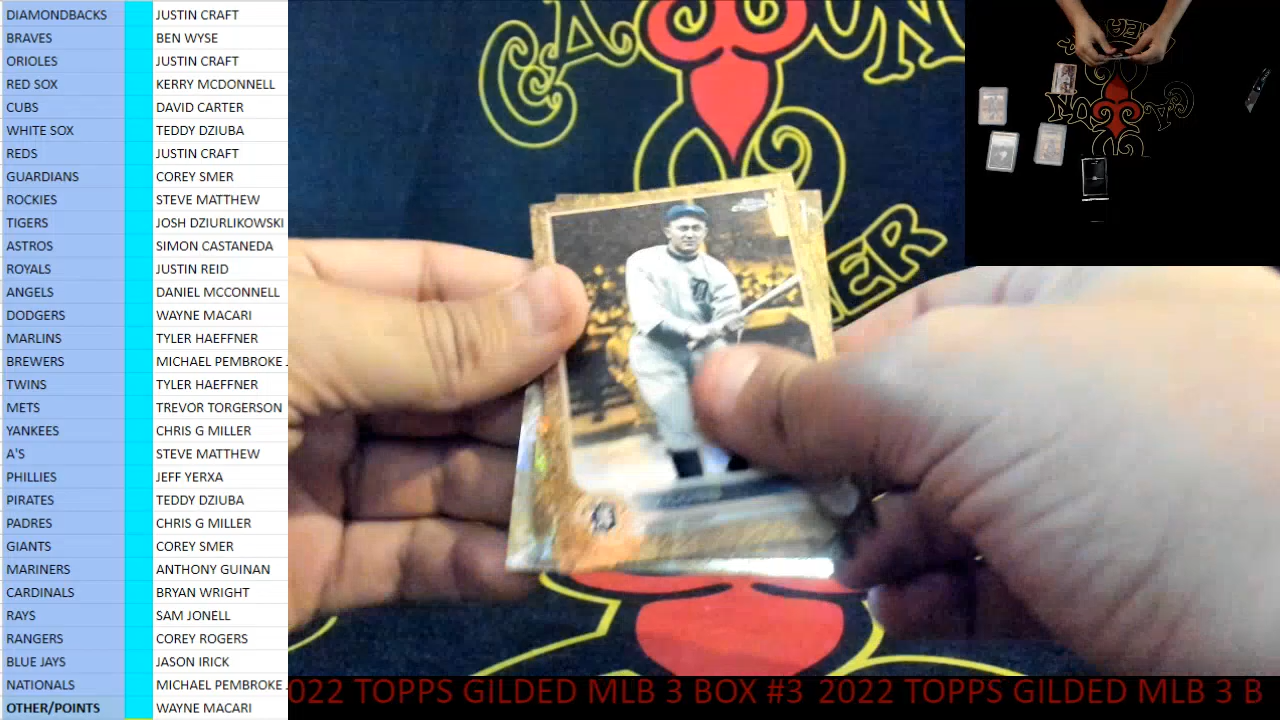 DIAMONDBACKS JUSTIN CRAFT
BRAVES BEN WYSE
ORIOLES JUSTIN CRAFT
RED SOX KERRY MCDONNELL
CUBS DAVID CARTER
WHITE SOX TEDDY DZIUBA
REDS JUSTIN CRAFT
GUARDIANS COREY SMER
ROCKIES STEVE MATTHEW
TIGERS JOSH DZIURLIKOWSKI
ASTROS SIMON CASTANEDA
ROYALS JUSTIN REID
ANGELS DANIEL MCCONNELL
DODGERS WAYNE MACARI
MARLINS TYLER HAEFFNER
BREWERS MICHAEL PEMBROKE
TWINS TYLER HAEFFNER
METS TREVOR TORGERSON
YANKEES CHRIS G MILLER
A'S STEVE MATTHEW
PHILLIES JEFF YERXA
PIRATES TEDDY DZIUBA
PADRES CHRIS G MILLER
GIANTS COREY SMER
MARINERS ANTHONY GUINAN
CARDINALS BRYAN WRIGHT
RAYS SAM JONELL
RANGERS COREY ROGERS
BLUE JAYS JASON IRICK
NATIONALS MICHAEL PEMBROKE
OTHER/POINTS WAYNE MACARI
022 TOPPS GILDED MLB 3 BOX #3 2022 TOPPS GILDED MLB 3 B